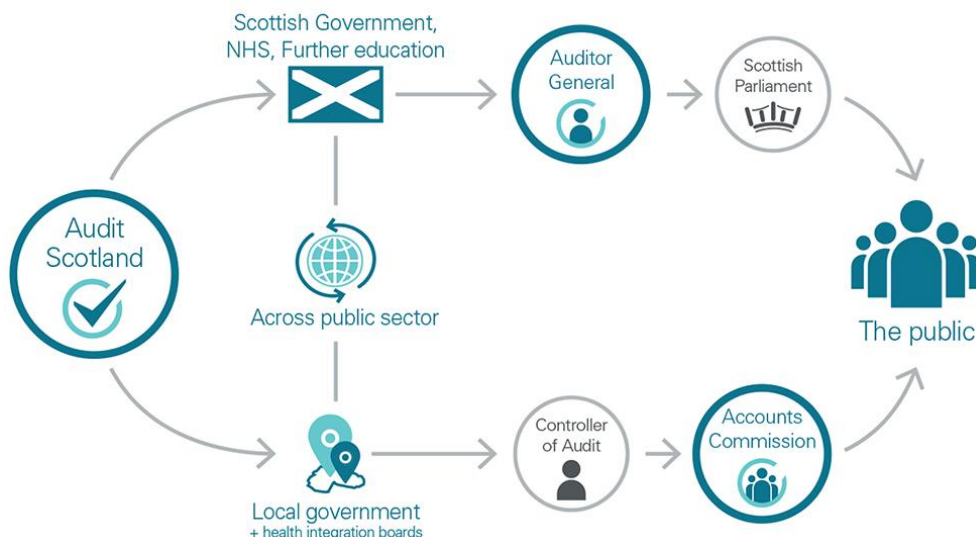 Scottish Government,
NHS, Further education
Auditor
General
Scottish
Parliament
Audit
Scotland
Across public sector
The public
Controller
of Audit
Accounts
Commission
Local government
+ health integration boards